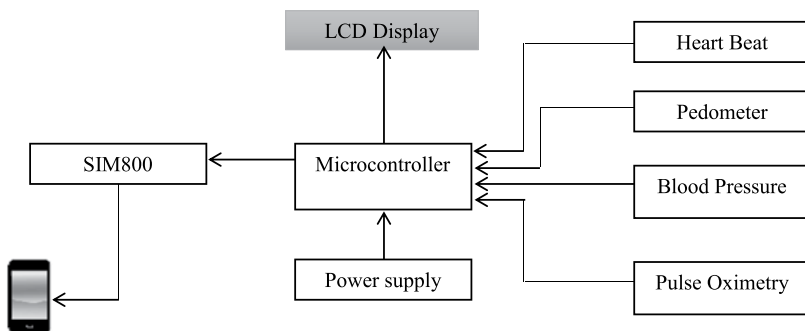 LCD Display
Heart Beat
Pedometer
SIM800
Microcontroller
Blood Pressure
Power supply
Pulse Oximetry